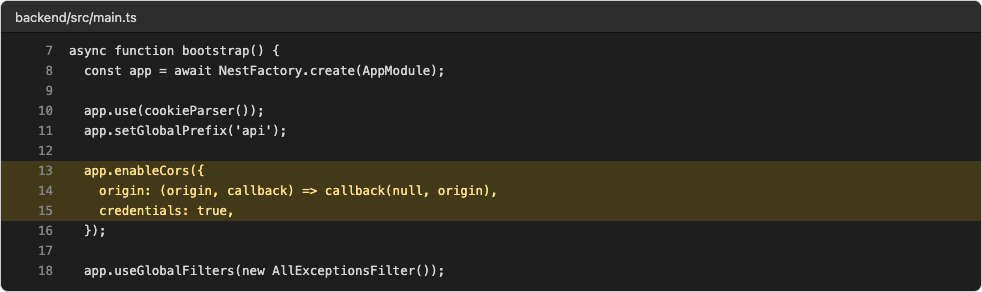 backend/src/main.ts
7 async function bootstrap() {
8 const app = await NestFactory.create(AppModule);
9
10 app.use(cookieParser());
11 app.setGlobalPrefix('api');
12
13 app.enableCors({
14 origin: (origin, callback) => callback(null, origin),
15 credentials: true,
16 });
17
18 app.useGlobalFilters(new AllExceptionsFilter());